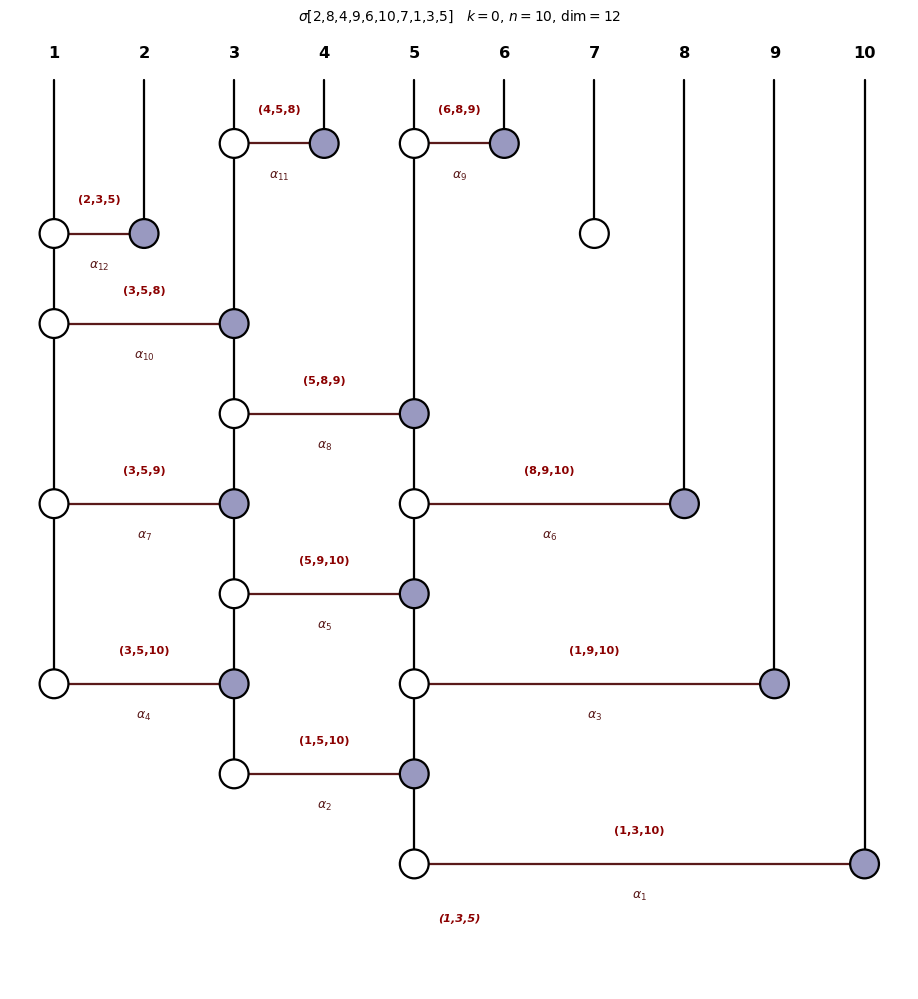 σ[2,8,4,9,6,10,7,1,3,5]   k=0, n=10, dim=12
1 2 3 4 5 6 7 8 9 10
(4,5,8) (6,8,9)
α₁₁ α₉
(2,3,5)
α₁₂
(3,5,8)
α₁₀
(5,8,9)
α₈
(3,5,9) (8,9,10)
α₇ α₆
(5,9,10)
α₅
(3,5,10) (1,9,10)
α₄ α₃
(1,5,10)
α₂
(1,3,10)
α₁
(1,3,5)